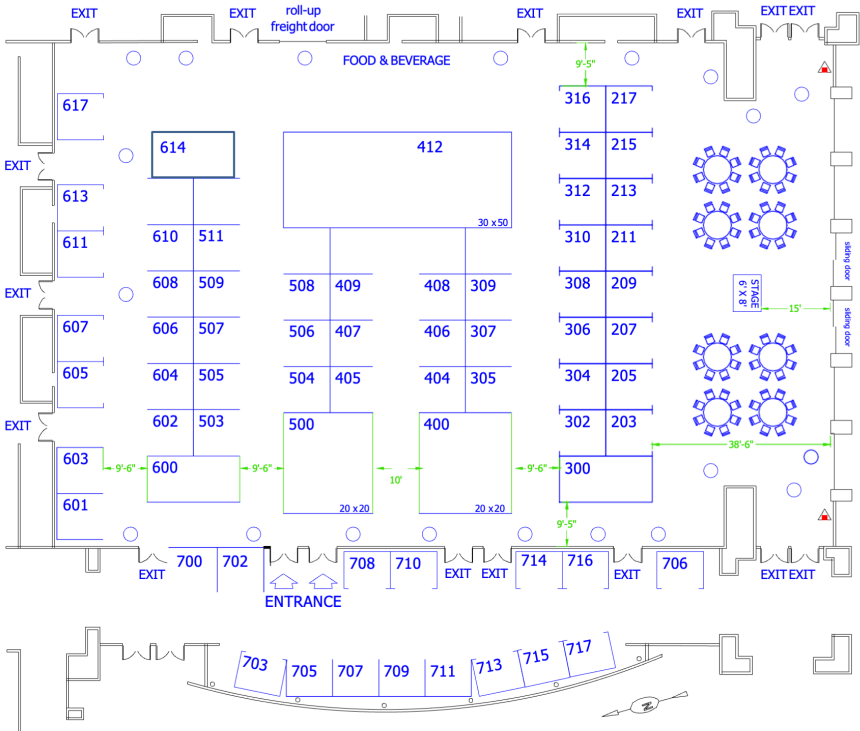 EXIT
EXIT
roll-up
freight door
EXIT
EXIT
EXIT EXIT
FOOD & BEVERAGE
9'-5"
617
316
217
614
412
314
215
EXIT
613
312
213
30 x 50
611
610
511
310
211
sliding door
608
509
508
409
408
309
308
209
STAGE
6' X 8'
EXIT
15'
607
606
507
506
407
406
307
306
207
sliding door
605
604
505
504
405
404
305
304
205
602
503
500
400
302
203
EXIT
38'-6"
603
9'-6"
600
9'-6"
10'
9'-6"
300
601
20 x 20
20 x 20
9'-5"
700
702
708
710
714
716
706
EXIT
EXIT
EXIT
EXIT
EXIT EXIT
ENTRANCE
703
705
707
709
711
713
715
717
N